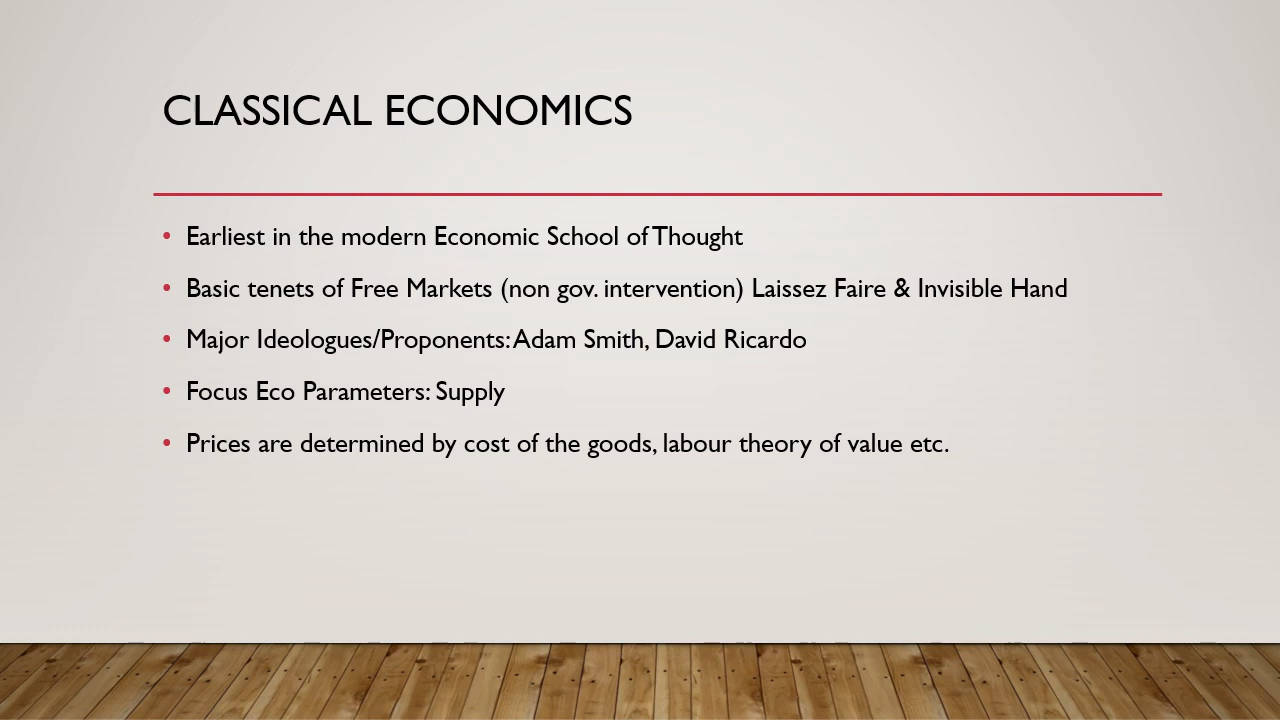 CLASSICAL ECONOMICS
• Earliest in the modern Economic School of Thought
• Basic tenets of Free Markets (non gov. intervention) Laissez Faire & Invisible Hand
• Major Ideologues/Proponents: Adam Smith, David Ricardo
• Focus Eco Parameters: Supply
• Prices are determined by cost of the goods, labour theory of value etc.